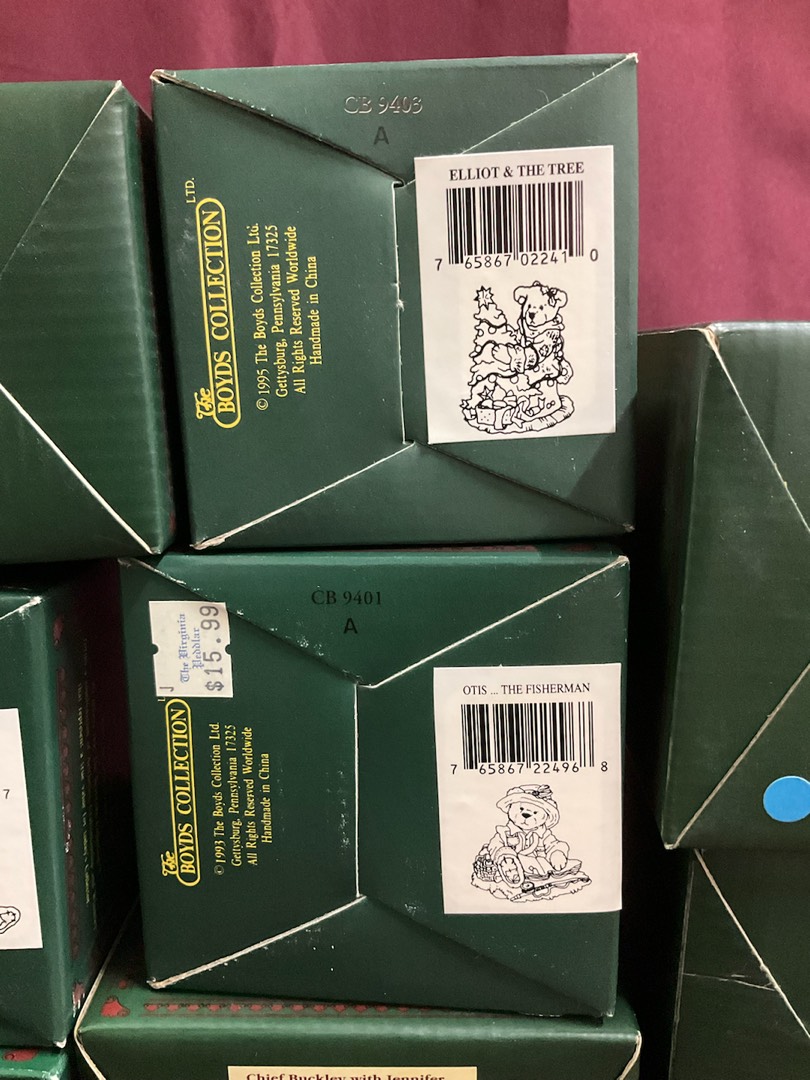 CB 9403
A
ELLIOT & THE TREE
7 65867 02241 0
The
BOYDS COLLECTION
LTD.
© 1995 The Boyds Collection Ltd.
Gettysburg, Pennsylvania 17325
All Rights Reserved Worldwide
Handmade in China
CB 9401
A
The Virginia
Peddlar
$15.99
OTIS ... THE FISHERMAN
7 65867 22496 8
The
BOYDS COLLECTION
L
© 1993 The Boyds Collection Ltd.
Gettysburg, Pennsylvania 17325
All Rights Reserved Worldwide
Handmade in China
7
Chief Buckley with Jennifer